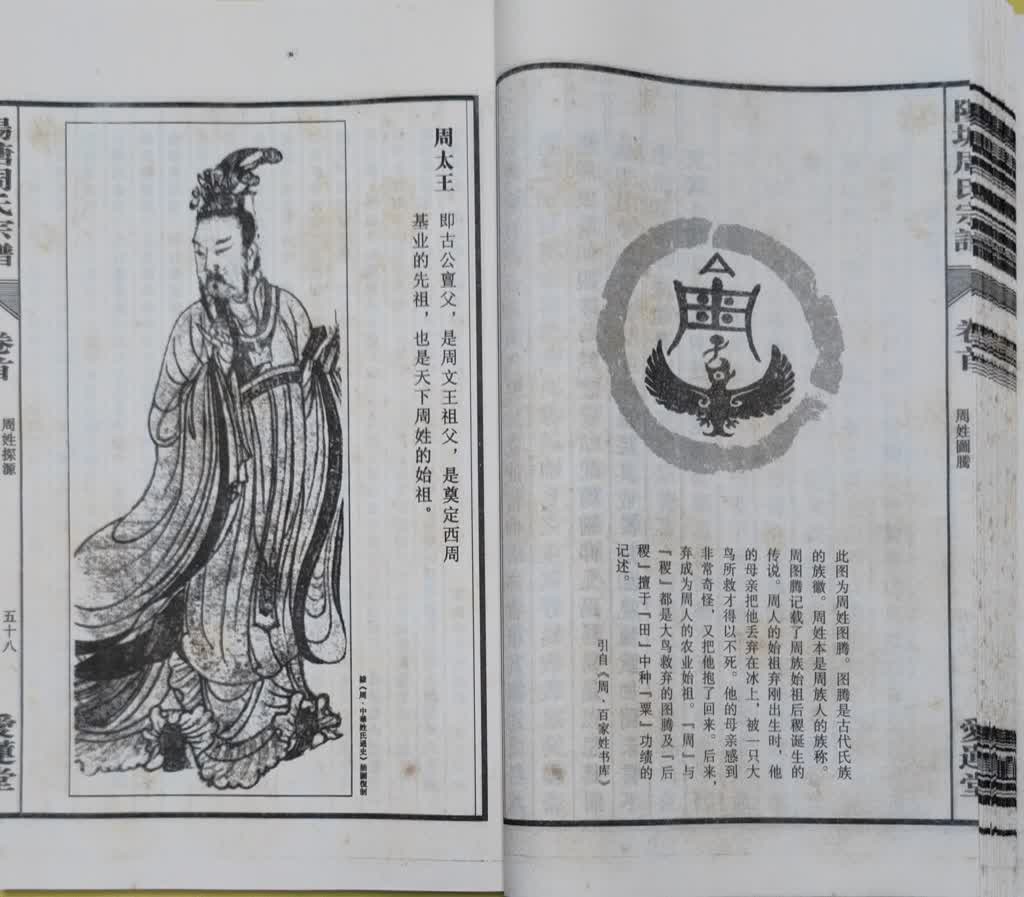 陽塘周氏宗譜
卷首
周姓圖騰
愛蓮堂
此图为周姓图腾。图腾是古代氏族
的族徽。周姓本是周族人的族称。
周图腾记载了周族始祖后稷诞生的
传说。周人的始祖弃刚出生时，他
的母亲把他丢弃在冰上，被一只大
鸟所救才得以不死。他的母亲感到
非常奇怪，又把他抱了回来。后来，
弃成为周人的农业始祖。「周」与
「稷」都是大鸟救弃的图腾及「后
稷」擅于「田」中种「粟」功绩的
记述。
引自《周、百家姓书库》
周太王
即古公亶父，是周文王祖父，是奠定西周
基业的先祖，也是天下周姓的始祖。
據《周·中華姓氏通史》插圖復制
陽塘周氏宗譜
卷首
周姓探源
五十八
愛蓮堂